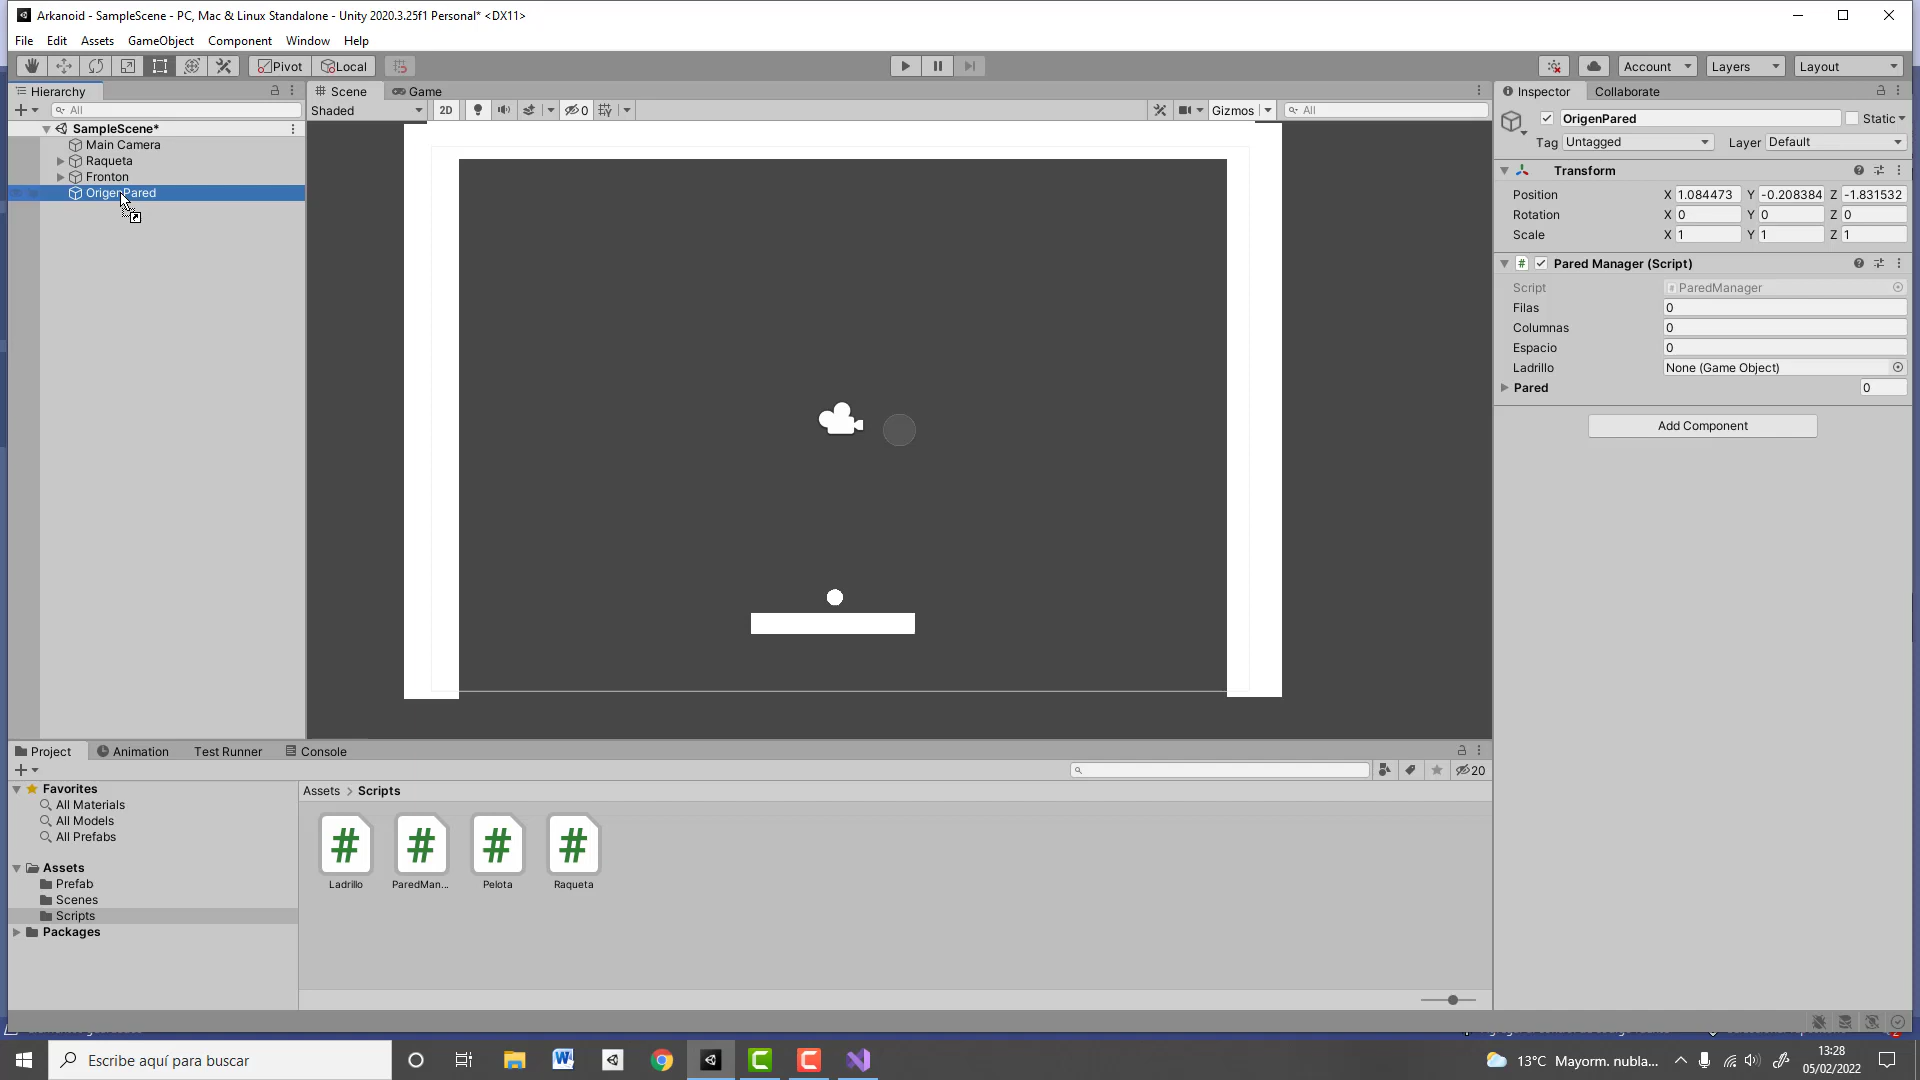 Arkanoid - SampleScene - PC, Mac & Linux Standalone - Unity 2020.3.25f1 Personal* <DX11>
File Edit Assets GameObject Component Window Help
Pivot Local Account Layers Layout
Hierarchy
All
SampleScene*
Main Camera
Raqueta
Fronton
OrigenPared
Scene Game
Shaded 2D 0 Gizmos All
Inspector Collaborate
OrigenPared Static
Tag Untagged Layer Default
Transform
Position X 1.084473 Y -0.208384 Z -1.831532
Rotation X 0 Y 0 Z 0
Scale X 1 Y 1 Z 1
# Pared Manager (Script)
Script ParedManager
Filas 0
Columnas 0
Espacio 0
Ladrillo None (Game Object)
Pared 0
Add Component
Project Animation Test Runner Console
20
Favorites
All Materials
All Models
All Prefabs
Assets
Prefab
Scenes
Scripts
Packages
Assets > Scripts
# # # #
Ladrillo ParedMan... Pelota Raqueta
Escribe aquí para buscar
13°C Mayorm. nubla...
13:28
05/02/2022